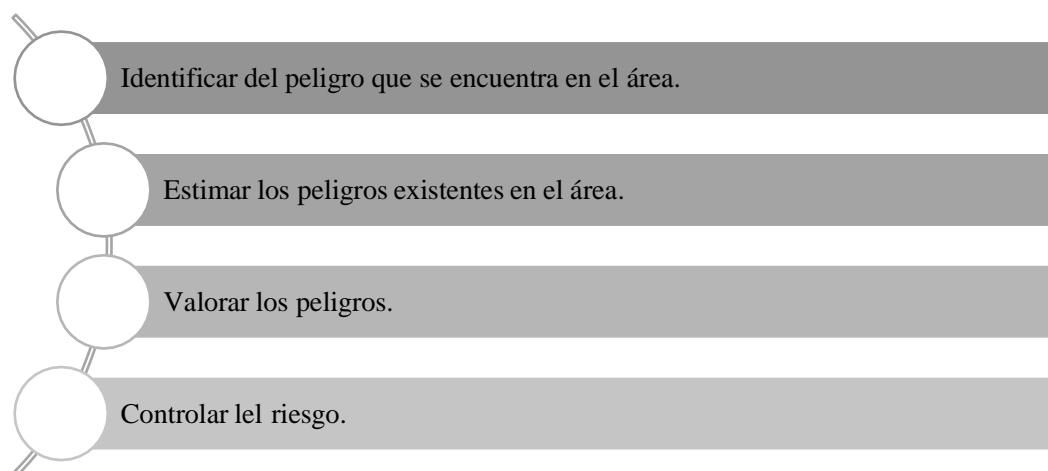 Identificar del peligro que se encuentra en el área.
Estimar los peligros existentes en el área.
Valorar los peligros.
Controlar lel riesgo.